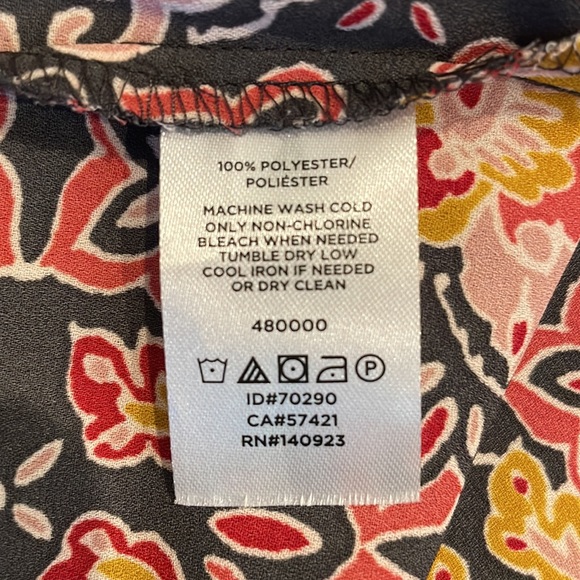 100% POLYESTER/
POLIÉSTER
MACHINE WASH COLD
ONLY NON-CHLORINE
BLEACH WHEN NEEDED
TUMBLE DRY LOW
COOL IRON IF NEEDED
OR DRY CLEAN
480000
P
ID#70290
CA#57421
RN#140923